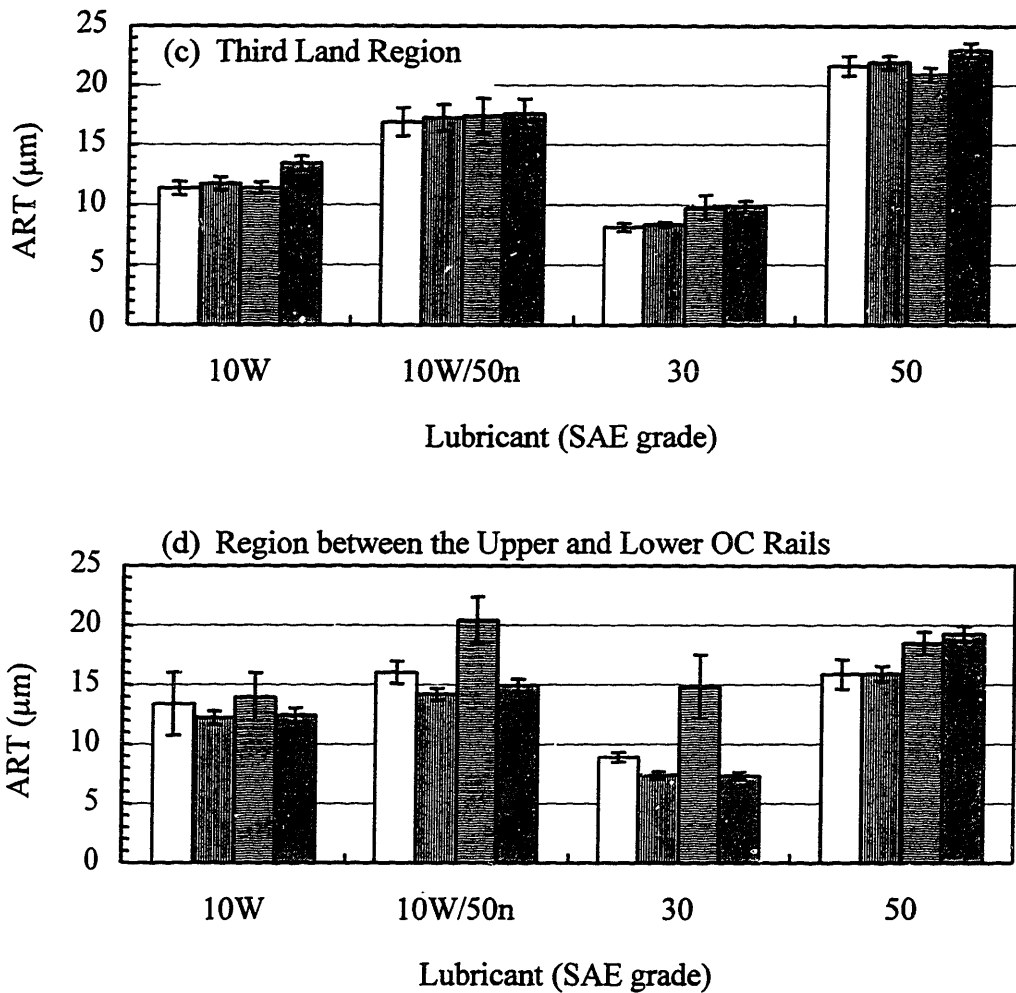 (c) Third Land Region
25
20
15
10
5
0
ART (μm)
10W 10W/50n 30 50
Lubricant (SAE grade)
(d) Region between the Upper and Lower OC Rails
25
20
15
10
5
0
ART (μm)
10W 10W/50n 30 50
Lubricant (SAE grade)